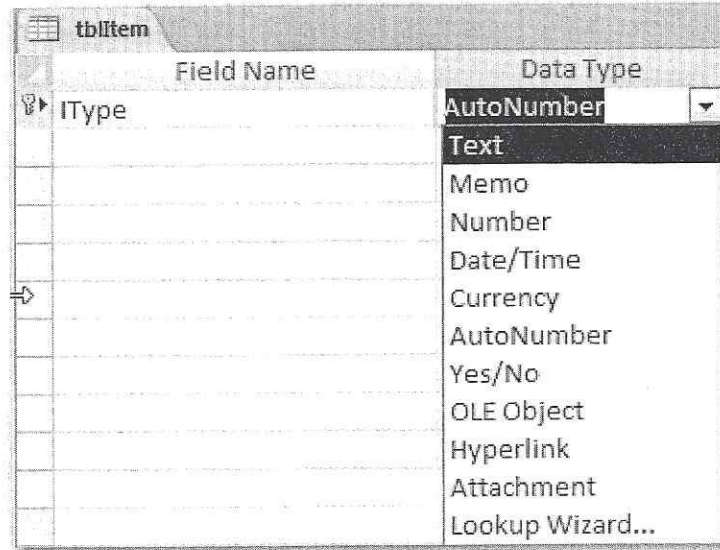 tblItem
Field Name Data Type
IType AutoNumber
Text
Memo
Number
Date/Time
Currency
AutoNumber
Yes/No
OLE Object
Hyperlink
Attachment
Lookup Wizard...